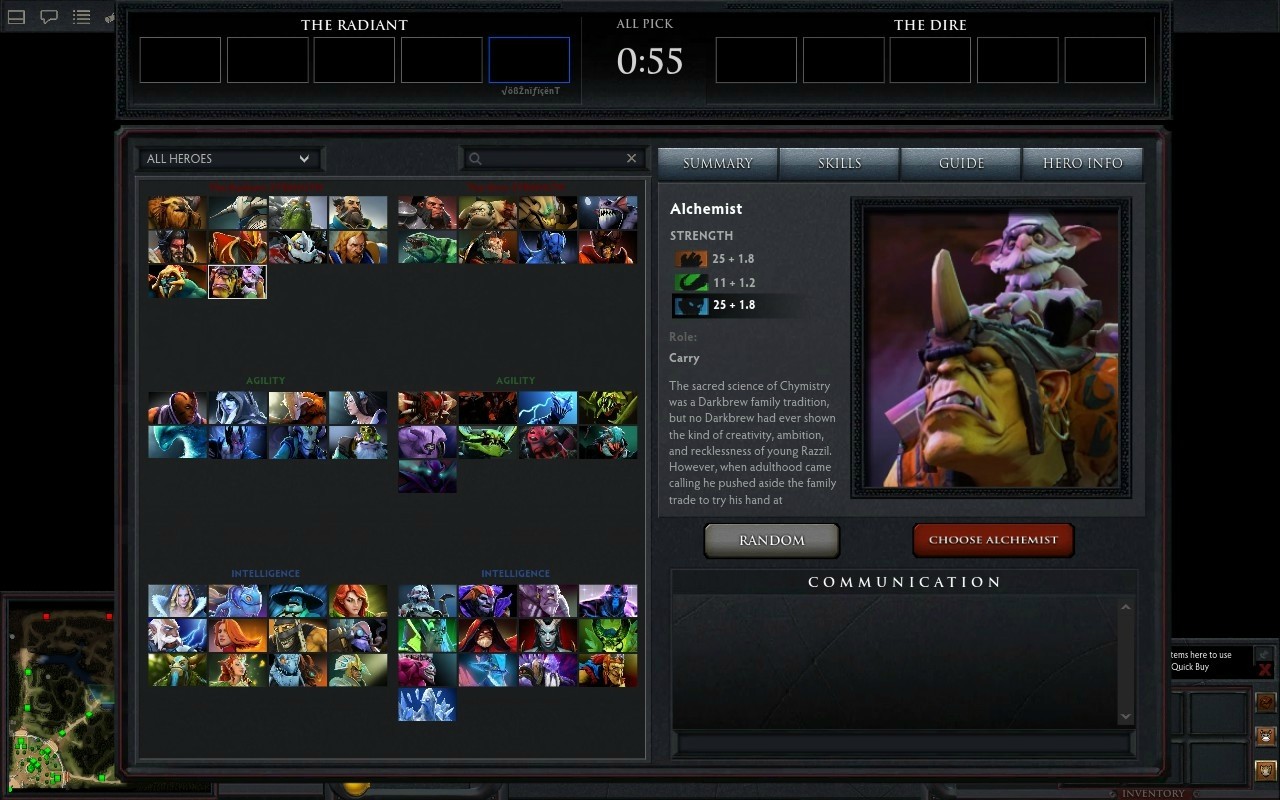 THE RADIANT
ALL PICK
THE DIRE
0:55
ALL HEROES
SUMMARY
SKILLS
GUIDE
HERO INFO
Alchemist
STRENGTH
25 + 1.8
11 + 1.2
25 + 1.8
Role:
Carry
The sacred science of Chymistry
was a Darkbrew family tradition,
but no Darkbrew had ever shown
the kind of creativity, ambition,
and recklessness of young Razzil.
However, when adulthood came
calling he pushed aside the family
trade to try his hand at
AGILITY
AGILITY
INTELLIGENCE
INTELLIGENCE
RANDOM
CHOOSE ALCHEMIST
COMMUNICATION
tems here to use
Quick Buy
INVENTORY